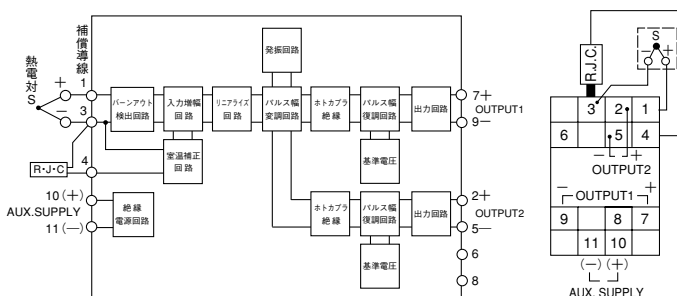 補償導線
熱電対S
+
−
1
3
R・J・C
4
10(+)
AUX.SUPPLY
11(−)
バーンアウト
検出回路
入力増幅
回路
室温補正
回路
リニアライズ
回路
発振回路
パルス幅
変調回路
ホトカプラ
絶縁
パルス幅
復調回路
出力回路
基準電圧
7+
OUTPUT1
9−
絶縁
電源回路
ホトカプラ
絶縁
パルス幅
復調回路
出力回路
基準電圧
2+
OUTPUT2
5−
6
8
R.J.C.
S
− +
3 2 1
6 5 4
− +
OUTPUT2
− OUTPUT1 +
9 8 7
11 10
(−) (+)
AUX. SUPPLY